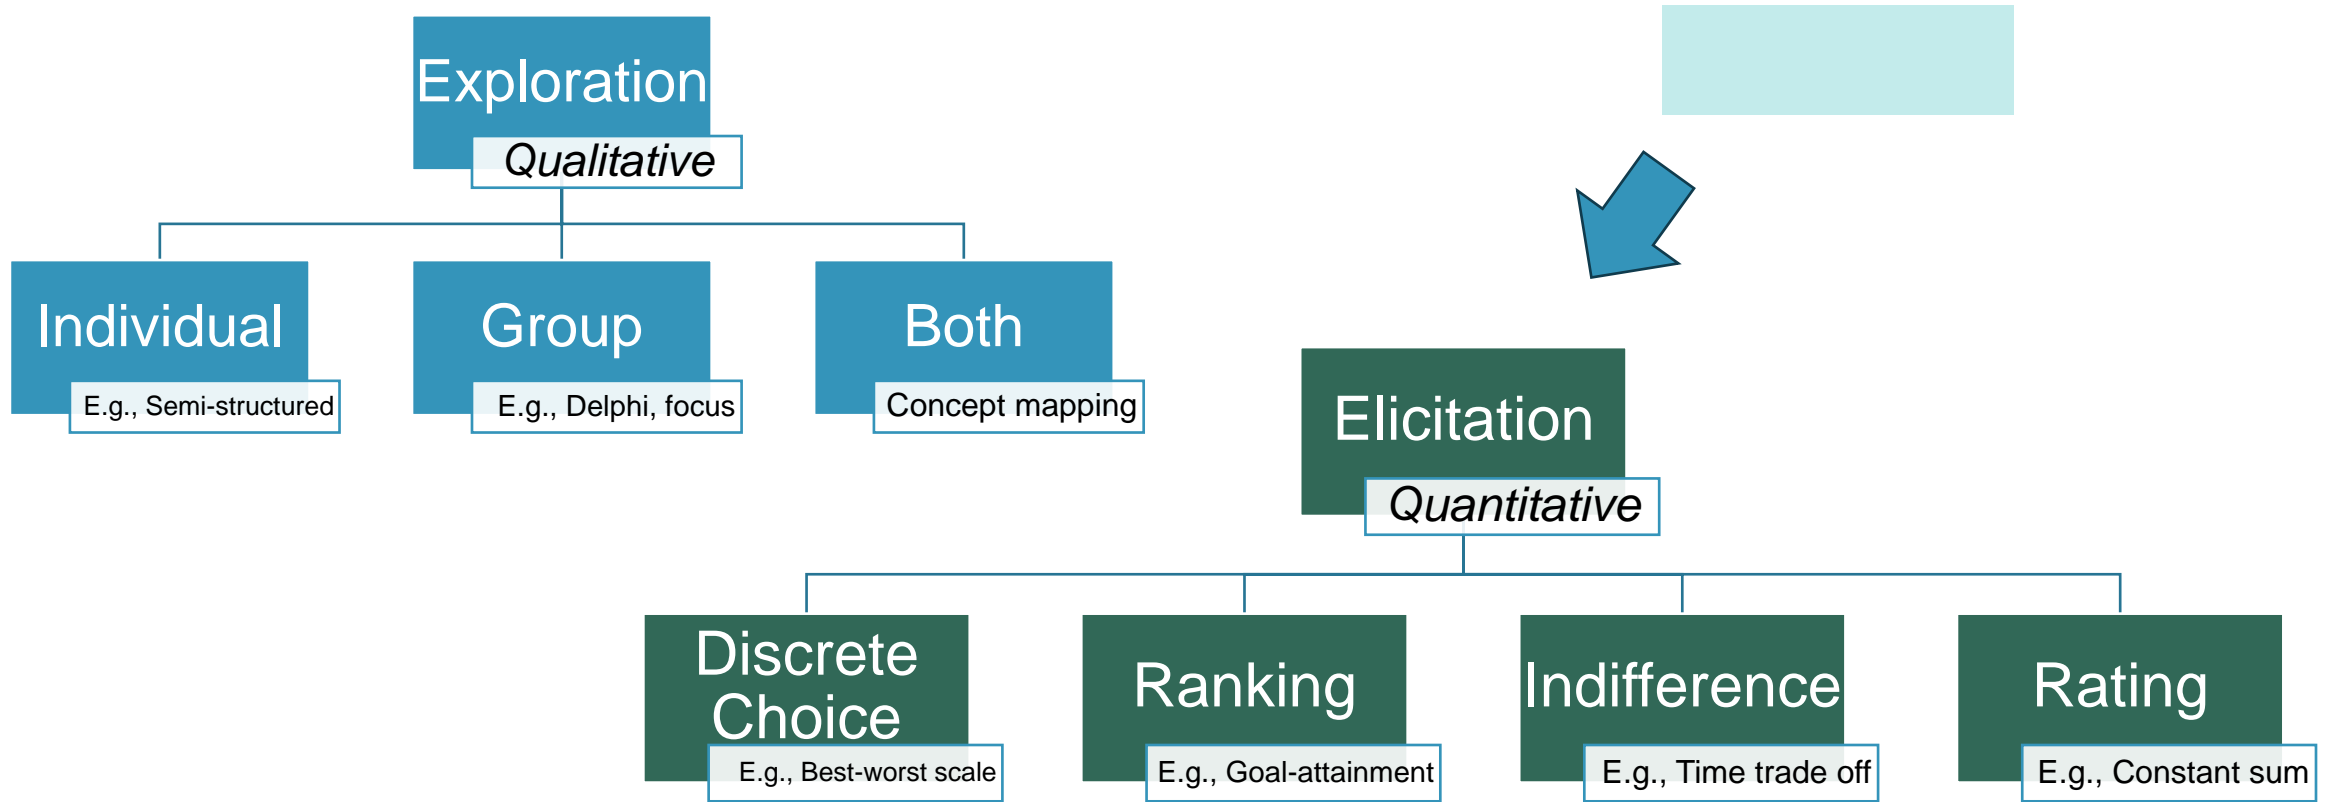 Exploration
Qualitative
Individual
E.g., Semi-structured
Group
E.g., Delphi, focus
Both
Concept mapping
Elicitation
Quantitative
Discrete
Choice
E.g., Best-worst scale
Ranking
E.g., Goal-attainment
Indifference
E.g., Time trade off
Rating
E.g., Constant sum